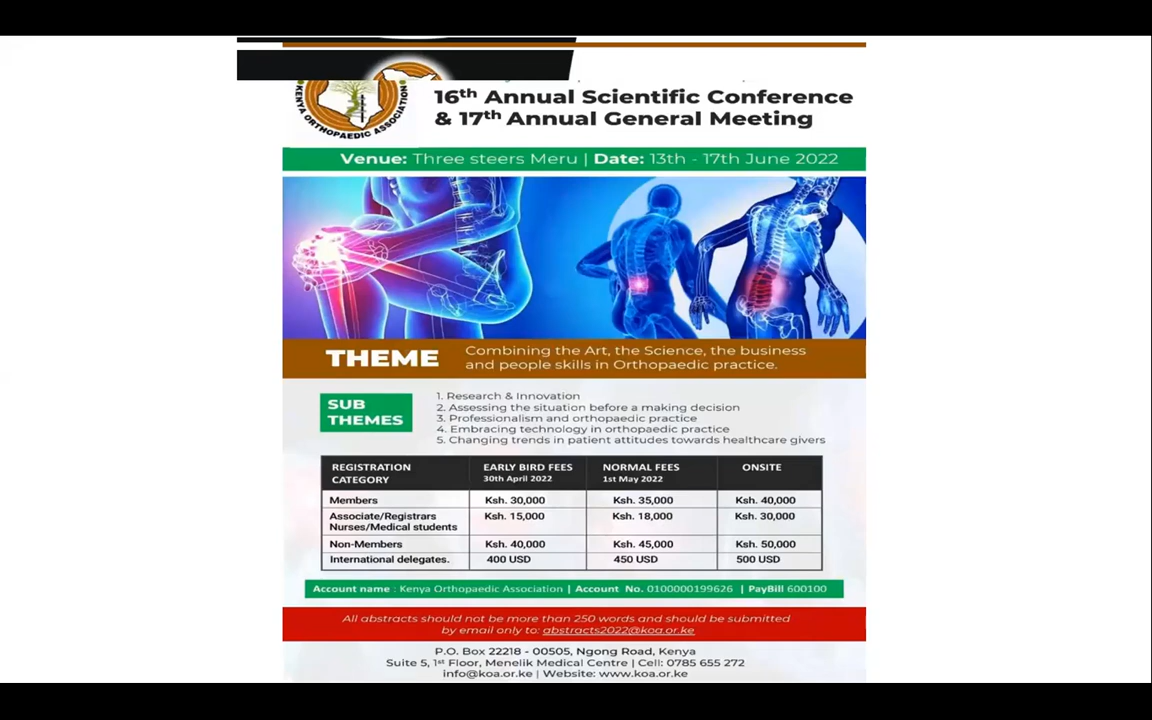 KENYA ORTHOPAEDIC ASSOCIATION
16th Annual Scientific Conference
& 17th Annual General Meeting
Venue: Three steers Meru | Date: 13th - 17th June 2022
THEME
Combining the Art, the Science, the business
and people skills in Orthopaedic practice.
SUB
THEMES
1. Research & Innovation
2. Assessing the situation before a making decision
3. Professionalism and orthopaedic practice
4. Embracing technology in orthopaedic practice
5. Changing trends in patient attitudes towards healthcare givers
REGISTRATION CATEGORY EARLY BIRD FEES 30th April 2022 NORMAL FEES 1st May 2022 ONSITE
Members Ksh. 30,000 Ksh. 35,000 Ksh. 40,000
Associate/Registrars Ksh. 15,000 Ksh. 18,000 Ksh. 30,000
Nurses/Medical students
Non-Members Ksh. 40,000 Ksh. 45,000 Ksh. 50,000
International delegates. 400 USD 450 USD 500 USD
Account name : Kenya Orthopaedic Association | Account No. 0100000199626 | PayBill 600100
All abstracts should not be more than 250 words and should be submitted
by email only to: abstracts2022@koa.or.ke
P.O. Box 22218 - 00505, Ngong Road, Kenya
Suite 5, 1st Floor, Menelik Medical Centre | Cell: 0785 655 272
info@koa.or.ke | Website: www.koa.or.ke